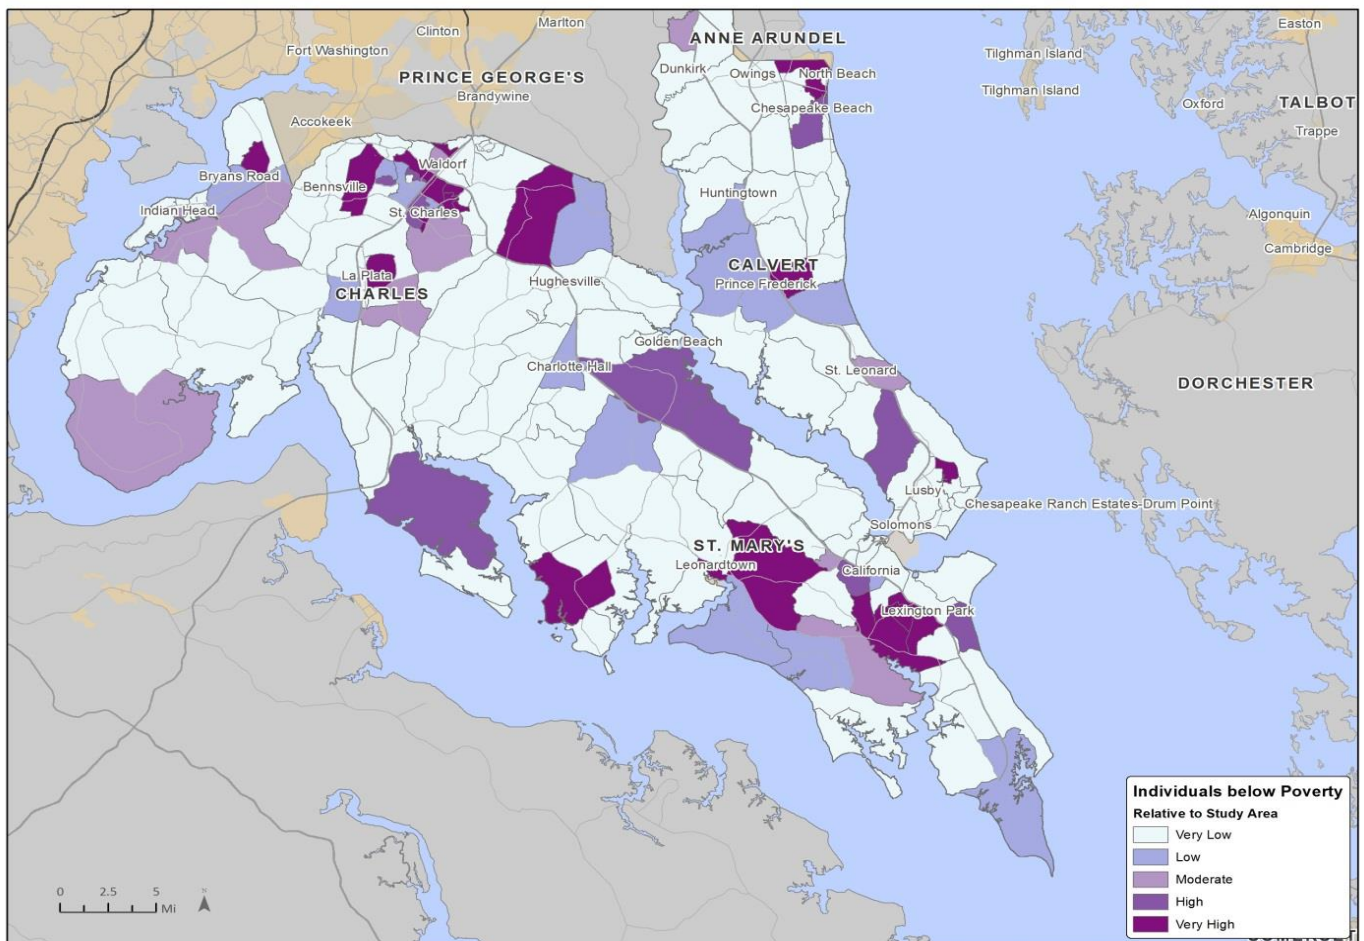 Marlton
Clinton
Easton
ANNE ARUNDEL
Fort Washington
Tilghman Island
Dunkirk
Owings
North Beach
PRINCE GEORGE'S
Tilghman Island
Brandywine
Oxford
TALBOT
Chesapeake Beach
Accokeek
Trappe
Waldorf
Bryans Road
Bennsville
Huntingtown
Indian Head
St. Charles
Algonquin
Cambridge
CALVERT
La Plata
Hughesville
Prince Frederick
CHARLES
Golden Beach
Charlotte Hall
St. Leonard
DORCHESTER
Lusby
Chesapeake Ranch Estates-Drum Point
Solomons
ST. MARY'S
Leonardtown
California
Lexington Park
Individuals below Poverty
Relative to Study Area
Very Low
Low
Moderate
High
Very High
0 2.5 5
Mi
N